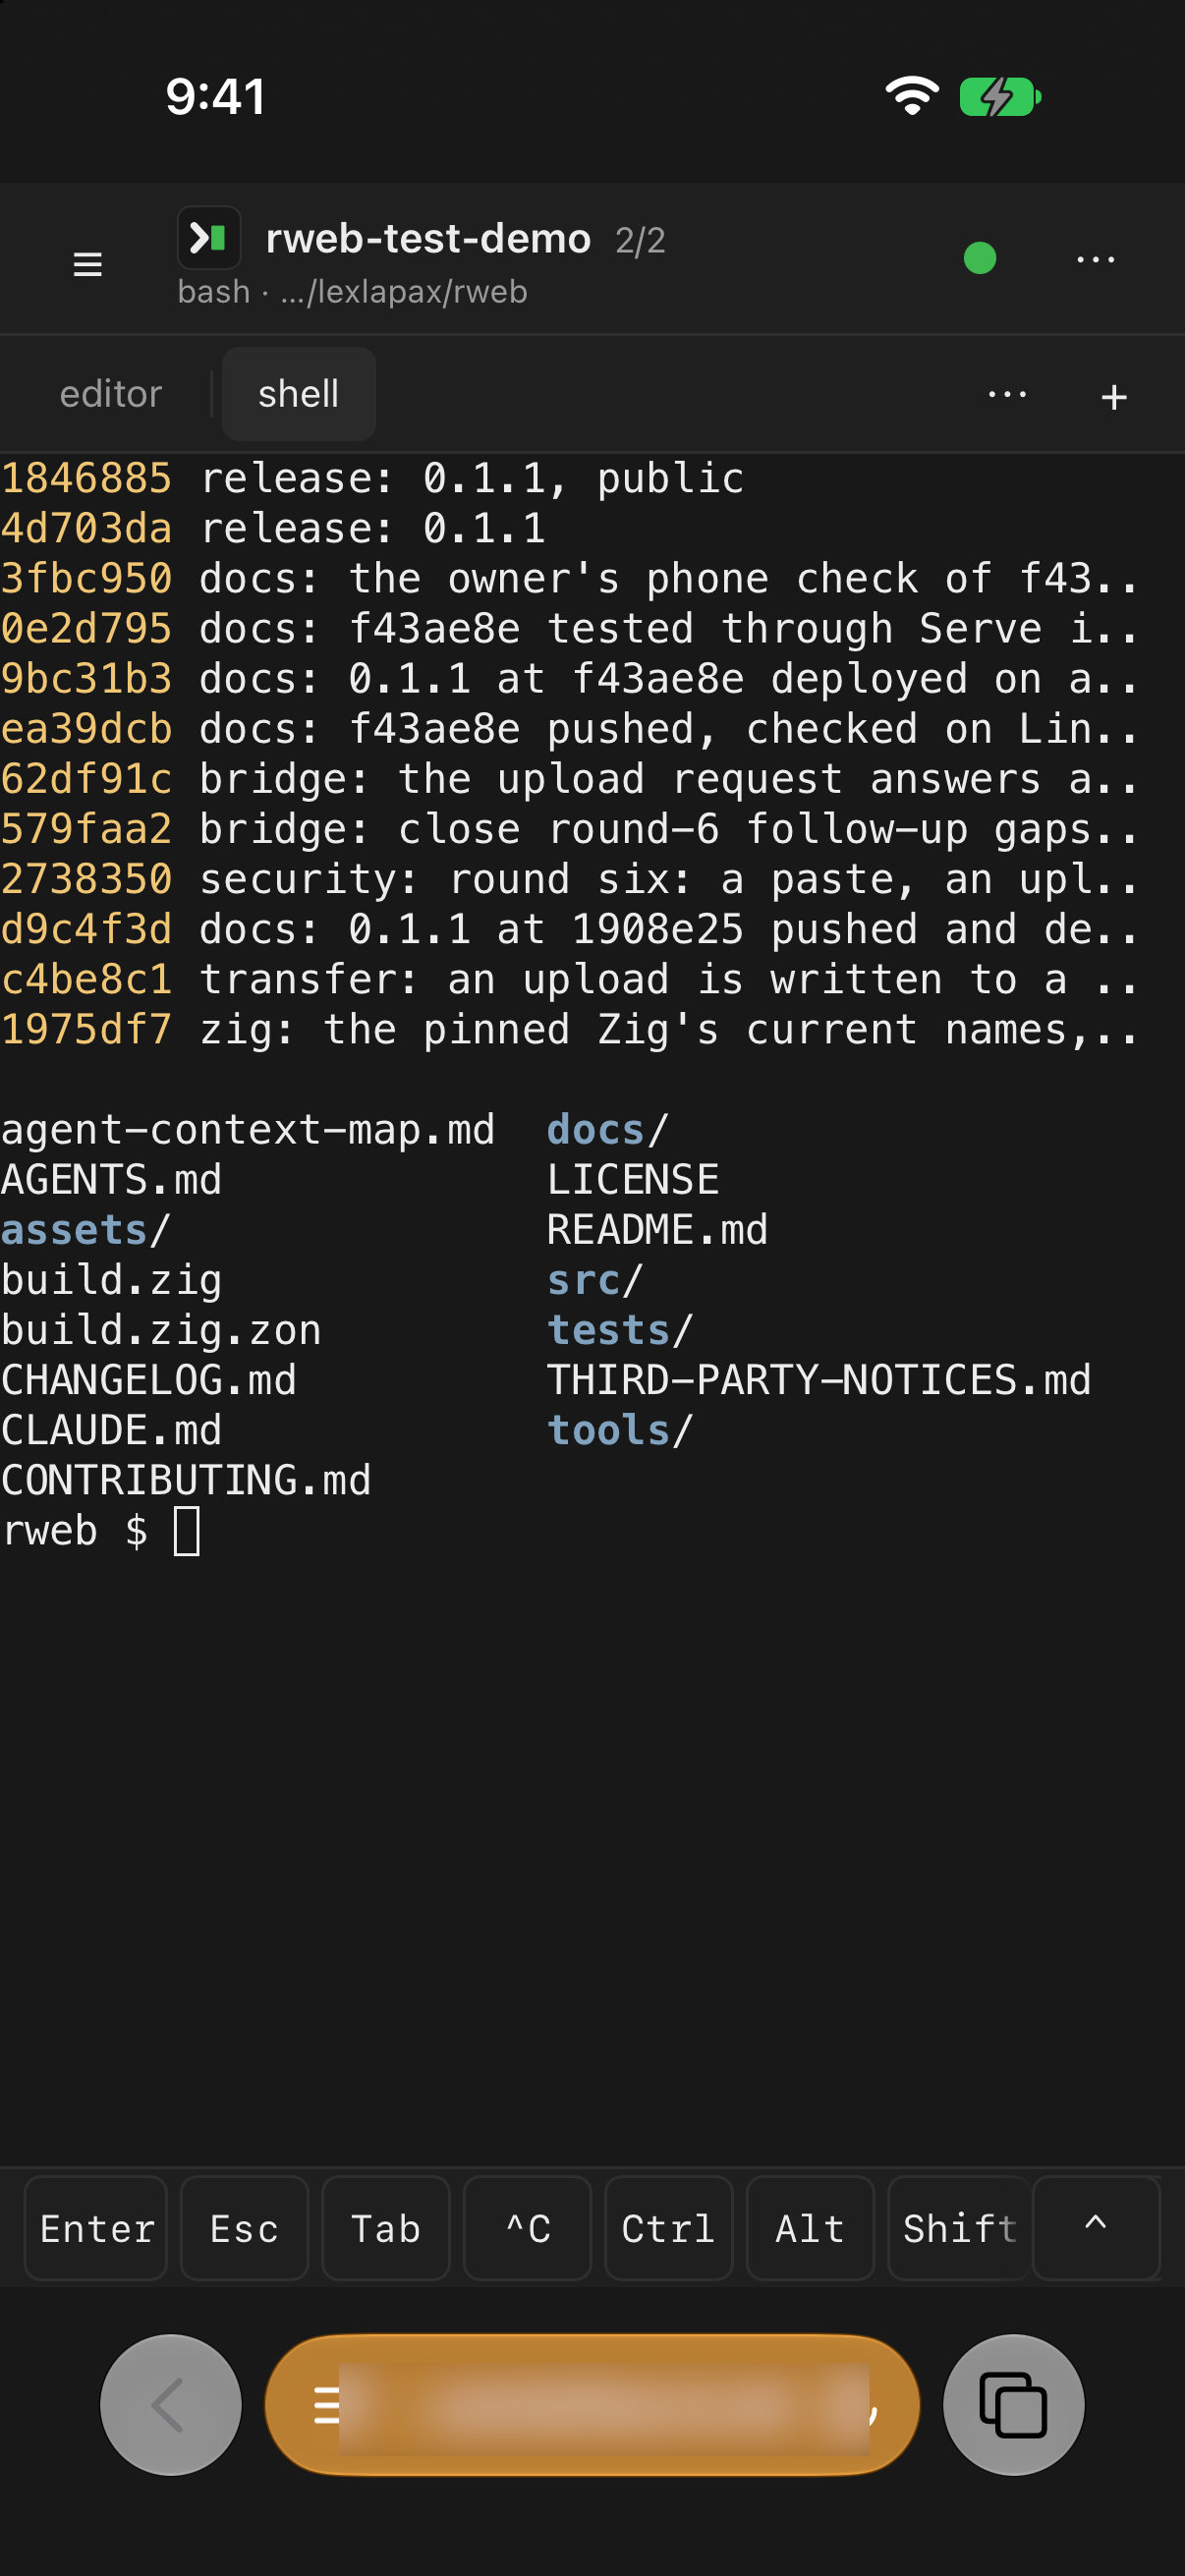 9:41
rweb-test-demo 2/2
bash · .../lexlapax/rweb
editor shell ... +
1846885 release: 0.1.1, public
4d703da release: 0.1.1
3fbc950 docs: the owner's phone check of f43..
0e2d795 docs: f43ae8e tested through Serve i..
9bc31b3 docs: 0.1.1 at f43ae8e deployed on a..
ea39dcb docs: f43ae8e pushed, checked on Lin..
62df91c bridge: the upload request answers a..
579faa2 bridge: close round-6 follow-up gaps..
2738350 security: round six: a paste, an upl..
d9c4f3d docs: 0.1.1 at 1908e25 pushed and de..
c4be8c1 transfer: an upload is written to a ..
1975df7 zig: the pinned Zig's current names,..
agent-context-map.md docs/
AGENTS.md LICENSE
assets/ README.md
build.zig src/
build.zig.zon tests/
CHANGELOG.md THIRD-PARTY-NOTICES.md
CLAUDE.md tools/
CONTRIBUTING.md
rweb $
Enter Esc Tab ^C Ctrl Alt Shift ^